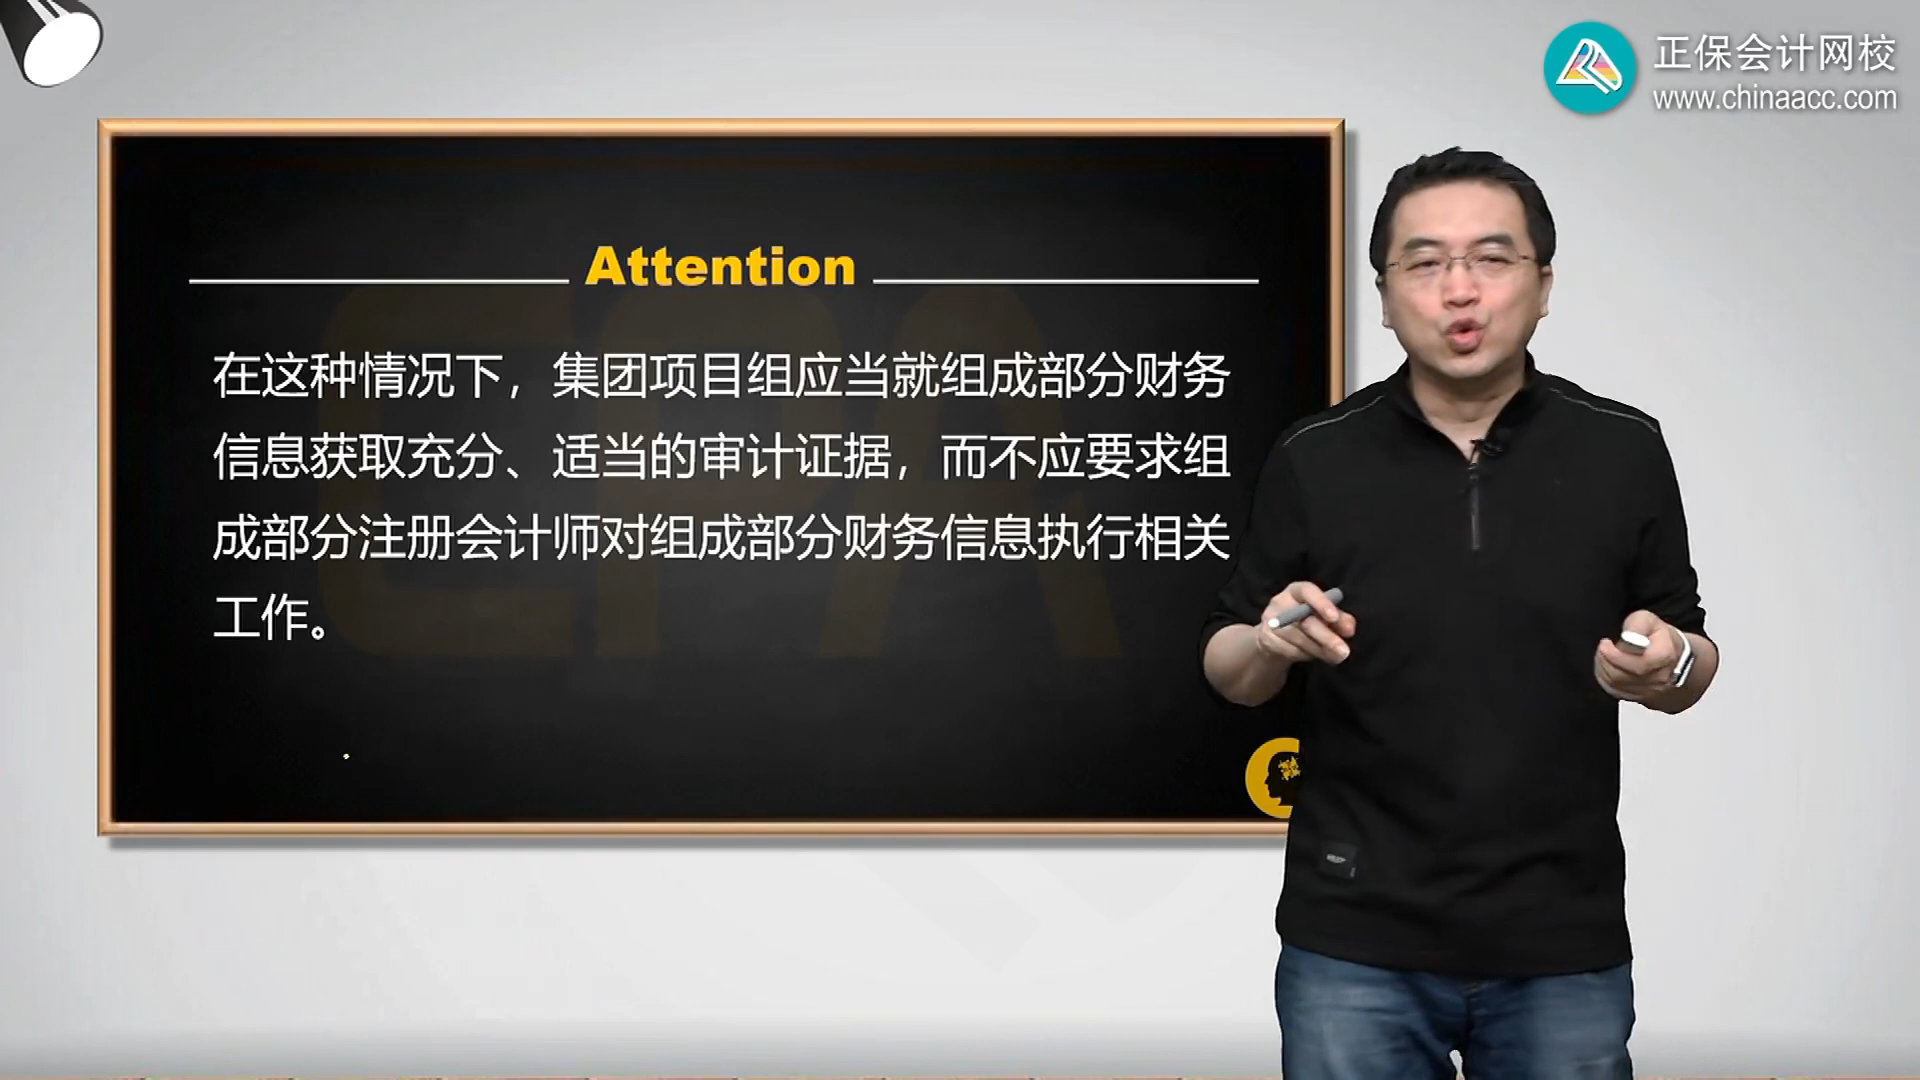 正保会计网校
www.chinaacc.com
Attention
在这种情况下，集团项目组应当就组成部分财务
信息获取充分、适当的审计证据，而不应要求组
成部分注册会计师对组成部分财务信息执行相关
工作。
CPA